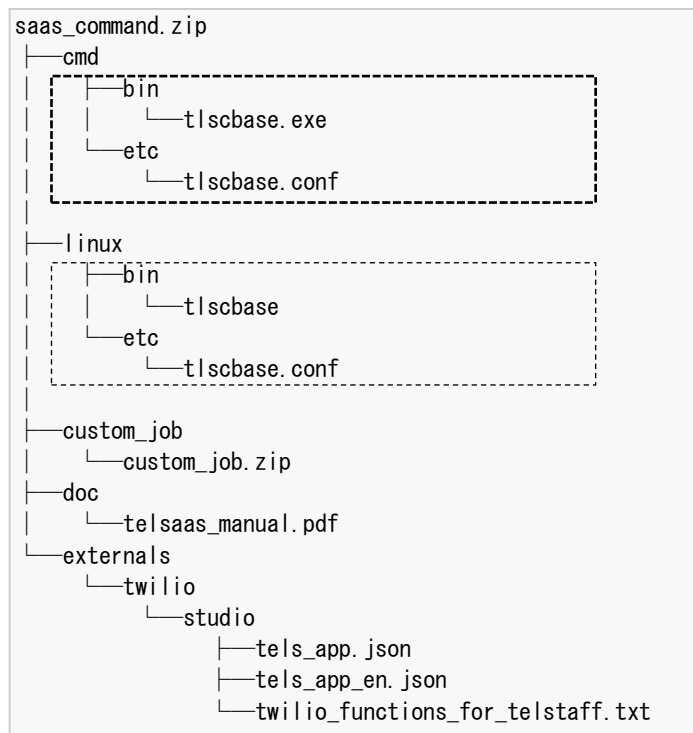 saas_command.zip
├──cmd
│    ├──bin
│    │    └──tlscbase.exe
│    └──etc
│          └──tlscbase.conf
│
├──linux
│    ├──bin
│    │    └──tlscbase
│    └──etc
│          └──tlscbase.conf
│
├──custom_job
│    └──custom_job.zip
├──doc
│    └──telsaas_manual.pdf
└──externals
      └──twilio
            └──studio
                  ├──tels_app.json
                  ├──tels_app_en.json
                  └──twilio_functions_for_telstaff.txt